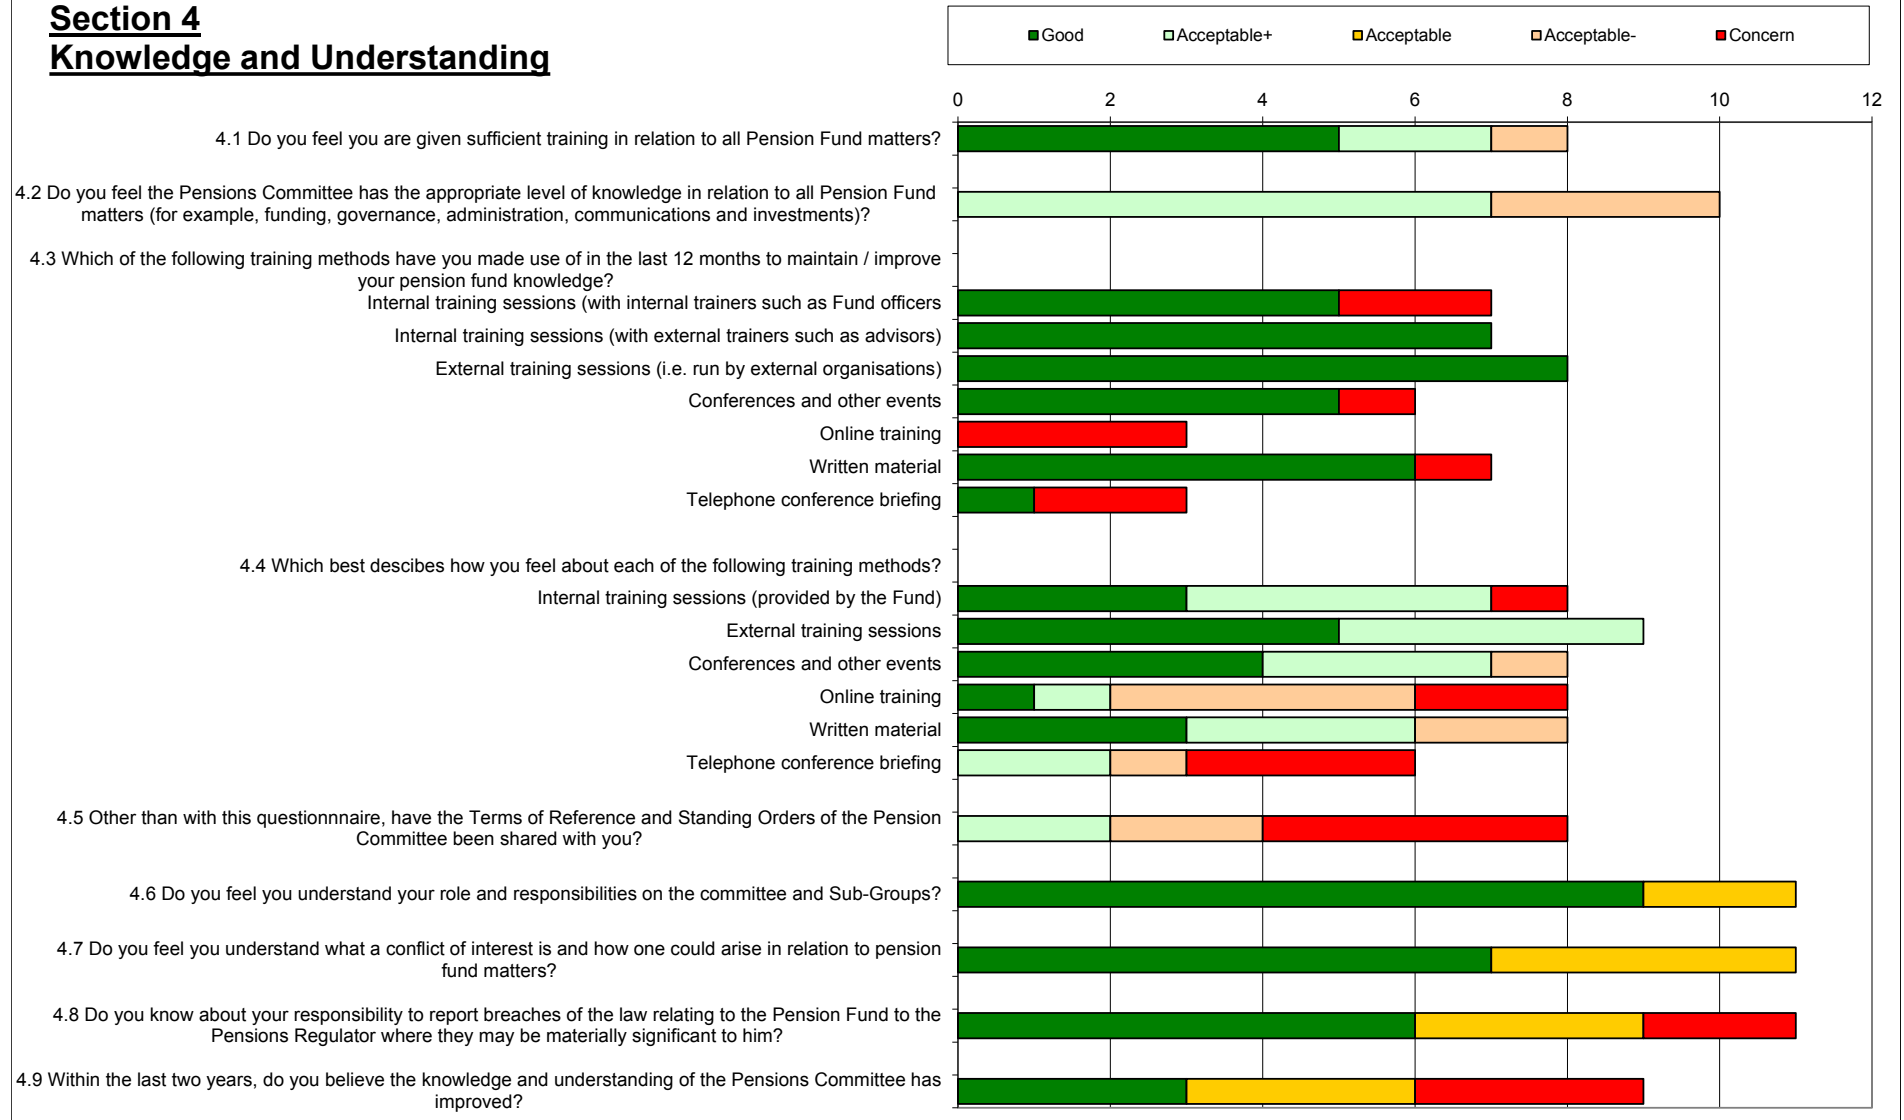 Section 4
Knowledge and Understanding
Good Acceptable+ Acceptable Acceptable- Concern
0 2 4 6 8 10 12
4.1 Do you feel you are given sufficient training in relation to all Pension Fund matters?
4.2 Do you feel the Pensions Committee has the appropriate level of knowledge in relation to all Pension Fund
matters (for example, funding, governance, administration, communications and investments)?
4.3 Which of the following training methods have you made use of in the last 12 months to maintain / improve
your pension fund knowledge?
Internal training sessions (with internal trainers such as Fund officers
Internal training sessions (with external trainers such as advisors)
External training sessions (i.e. run by external organisations)
Conferences and other events
Online training
Written material
Telephone conference briefing
4.4 Which best descibes how you feel about each of the following training methods?
Internal training sessions (provided by the Fund)
External training sessions
Conferences and other events
Online training
Written material
Telephone conference briefing
4.5 Other than with this questionnnaire, have the Terms of Reference and Standing Orders of the Pension
Committee been shared with you?
4.6 Do you feel you understand your role and responsibilities on the committee and Sub-Groups?
4.7 Do you feel you understand what a conflict of interest is and how one could arise in relation to pension
fund matters?
4.8 Do you know about your responsibility to report breaches of the law relating to the Pension Fund to the
Pensions Regulator where they may be materially significant to him?
4.9 Within the last two years, do you believe the knowledge and understanding of the Pensions Committee has
improved?